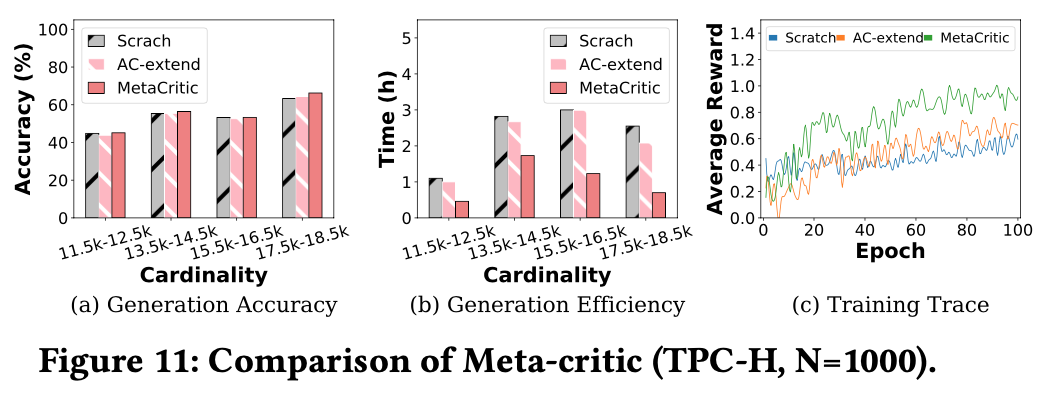 100
80
60
40
20
0
Accuracy (%)
Scrach
AC-extend
MetaCritic
11.5k-12.5k
13.5k-14.5k
15.5k-16.5k
17.5k-18.5k
Cardinality
(a) Generation Accuracy
5
4
3
2
1
0
Time (h)
Scrach
AC-extend
MetaCritic
11.5k-12.5k
13.5k-14.5k
15.5k-16.5k
17.5k-18.5k
Cardinality
(b) Generation Efficiency
1.4
1.2
1.0
0.8
0.6
0.4
0.2
0.0
Average Reward
Scratch AC-extend MetaCritic
0 20 40 60 80 100
Epoch
(c) Training Trace
Figure 11: Comparison of Meta-critic (TPC-H, N=1000).